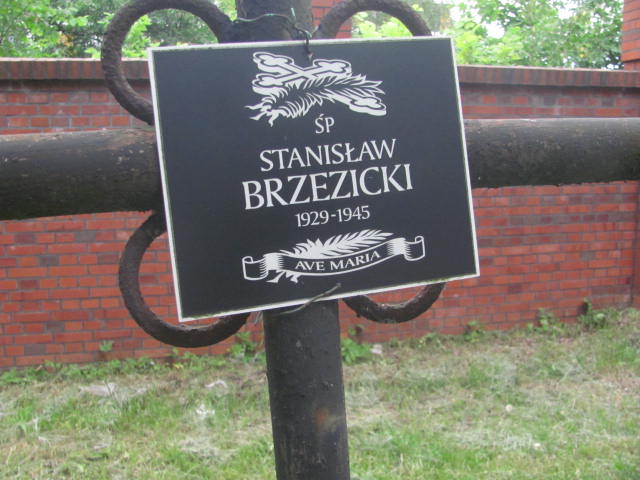 ŚP
STANISŁAW
BRZEZICKI
1929-1945
AVE MARIA